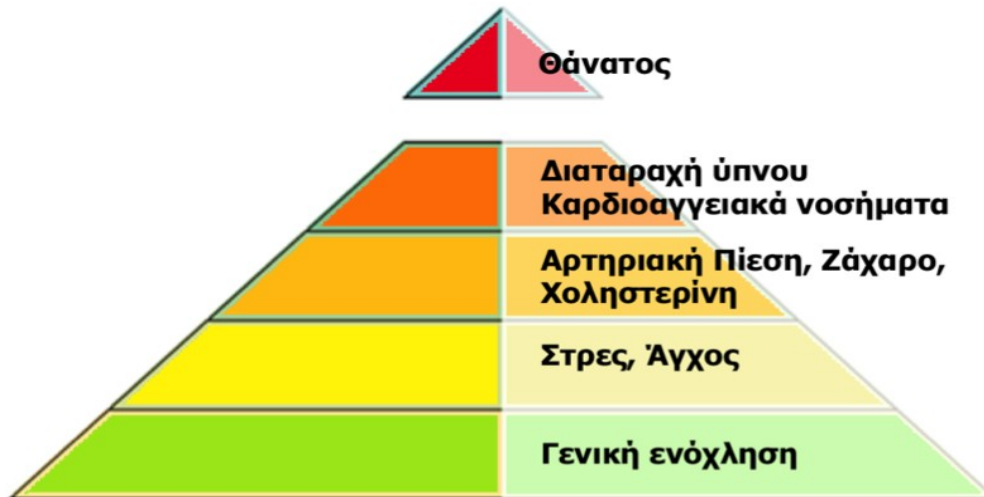 Θάνατος
Διαταραχή ύπνου
Καρδιοαγγειακά νοσήματα
Αρτηριακή Πίεση, Ζάχαρο,
Χοληστερίνη
Στρες, Άγχος
Γενική ενόχληση